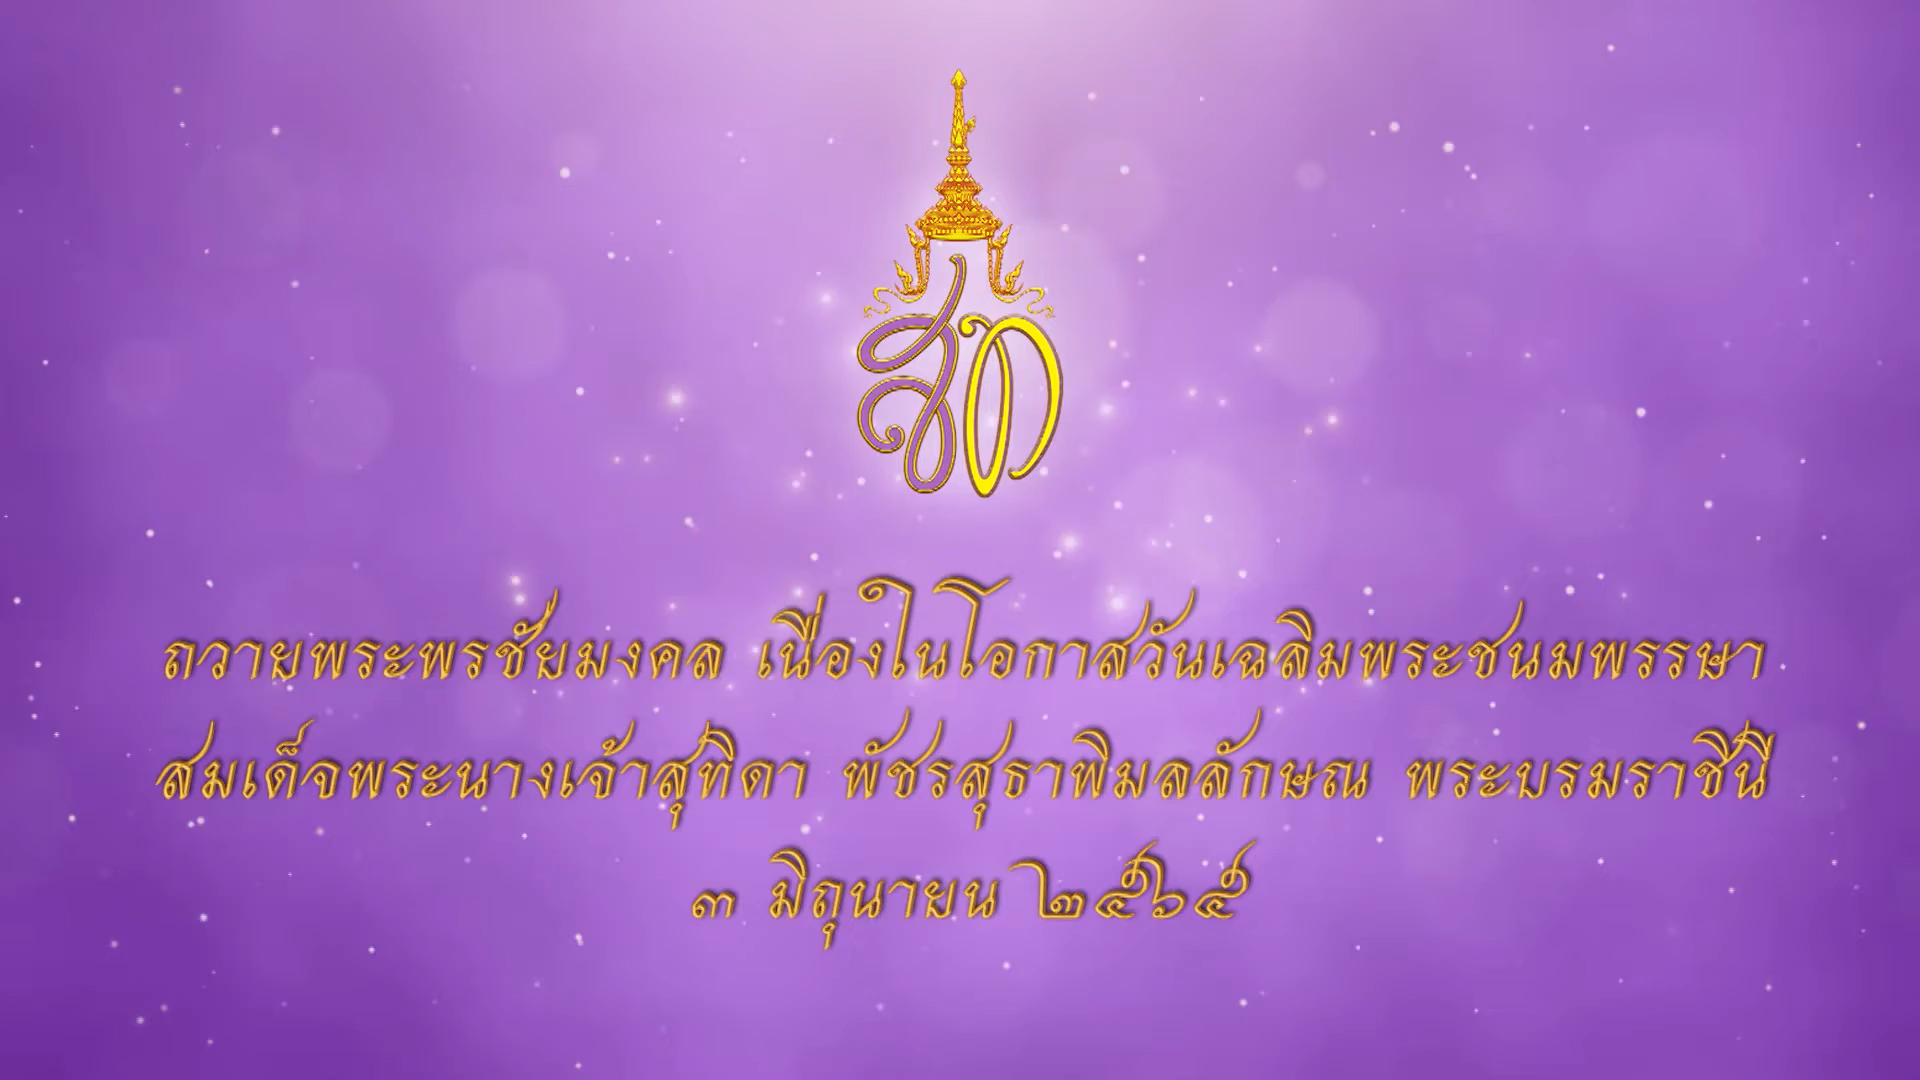 สท
ถวายพระพรชัยมงคล เนื่องในโอกาสวันเฉลิมพระชนมพรรษา
สมเด็จพระนางเจ้าสุทิดา พัชรสุธาพิมลลักษณ พระบรมราชินี
๓ มิถุนายน ๒๕๖๕